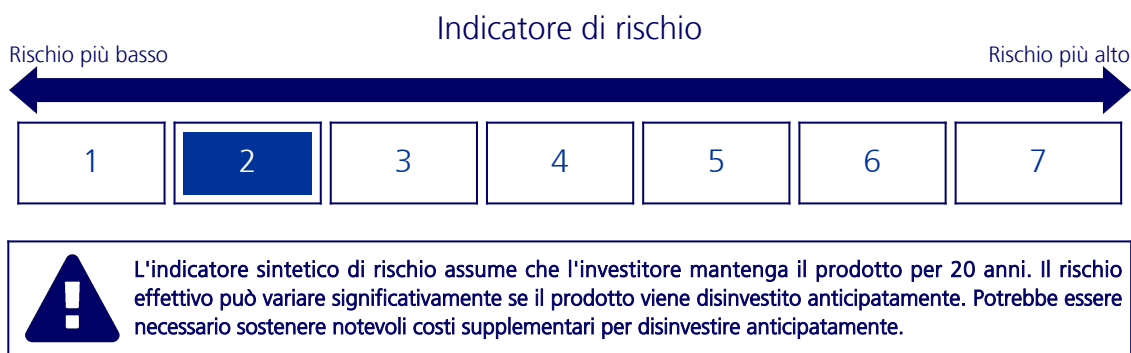 Indicatore di rischio
Rischio più basso
Rischio più alto
1 2 3 4 5 6 7
L'indicatore sintetico di rischio assume che l'investitore mantenga il prodotto per 20 anni. Il rischio
effettivo può variare significativamente se il prodotto viene disinvestito anticipatamente. Potrebbe essere
necessario sostenere notevoli costi supplementari per disinvestire anticipatamente.